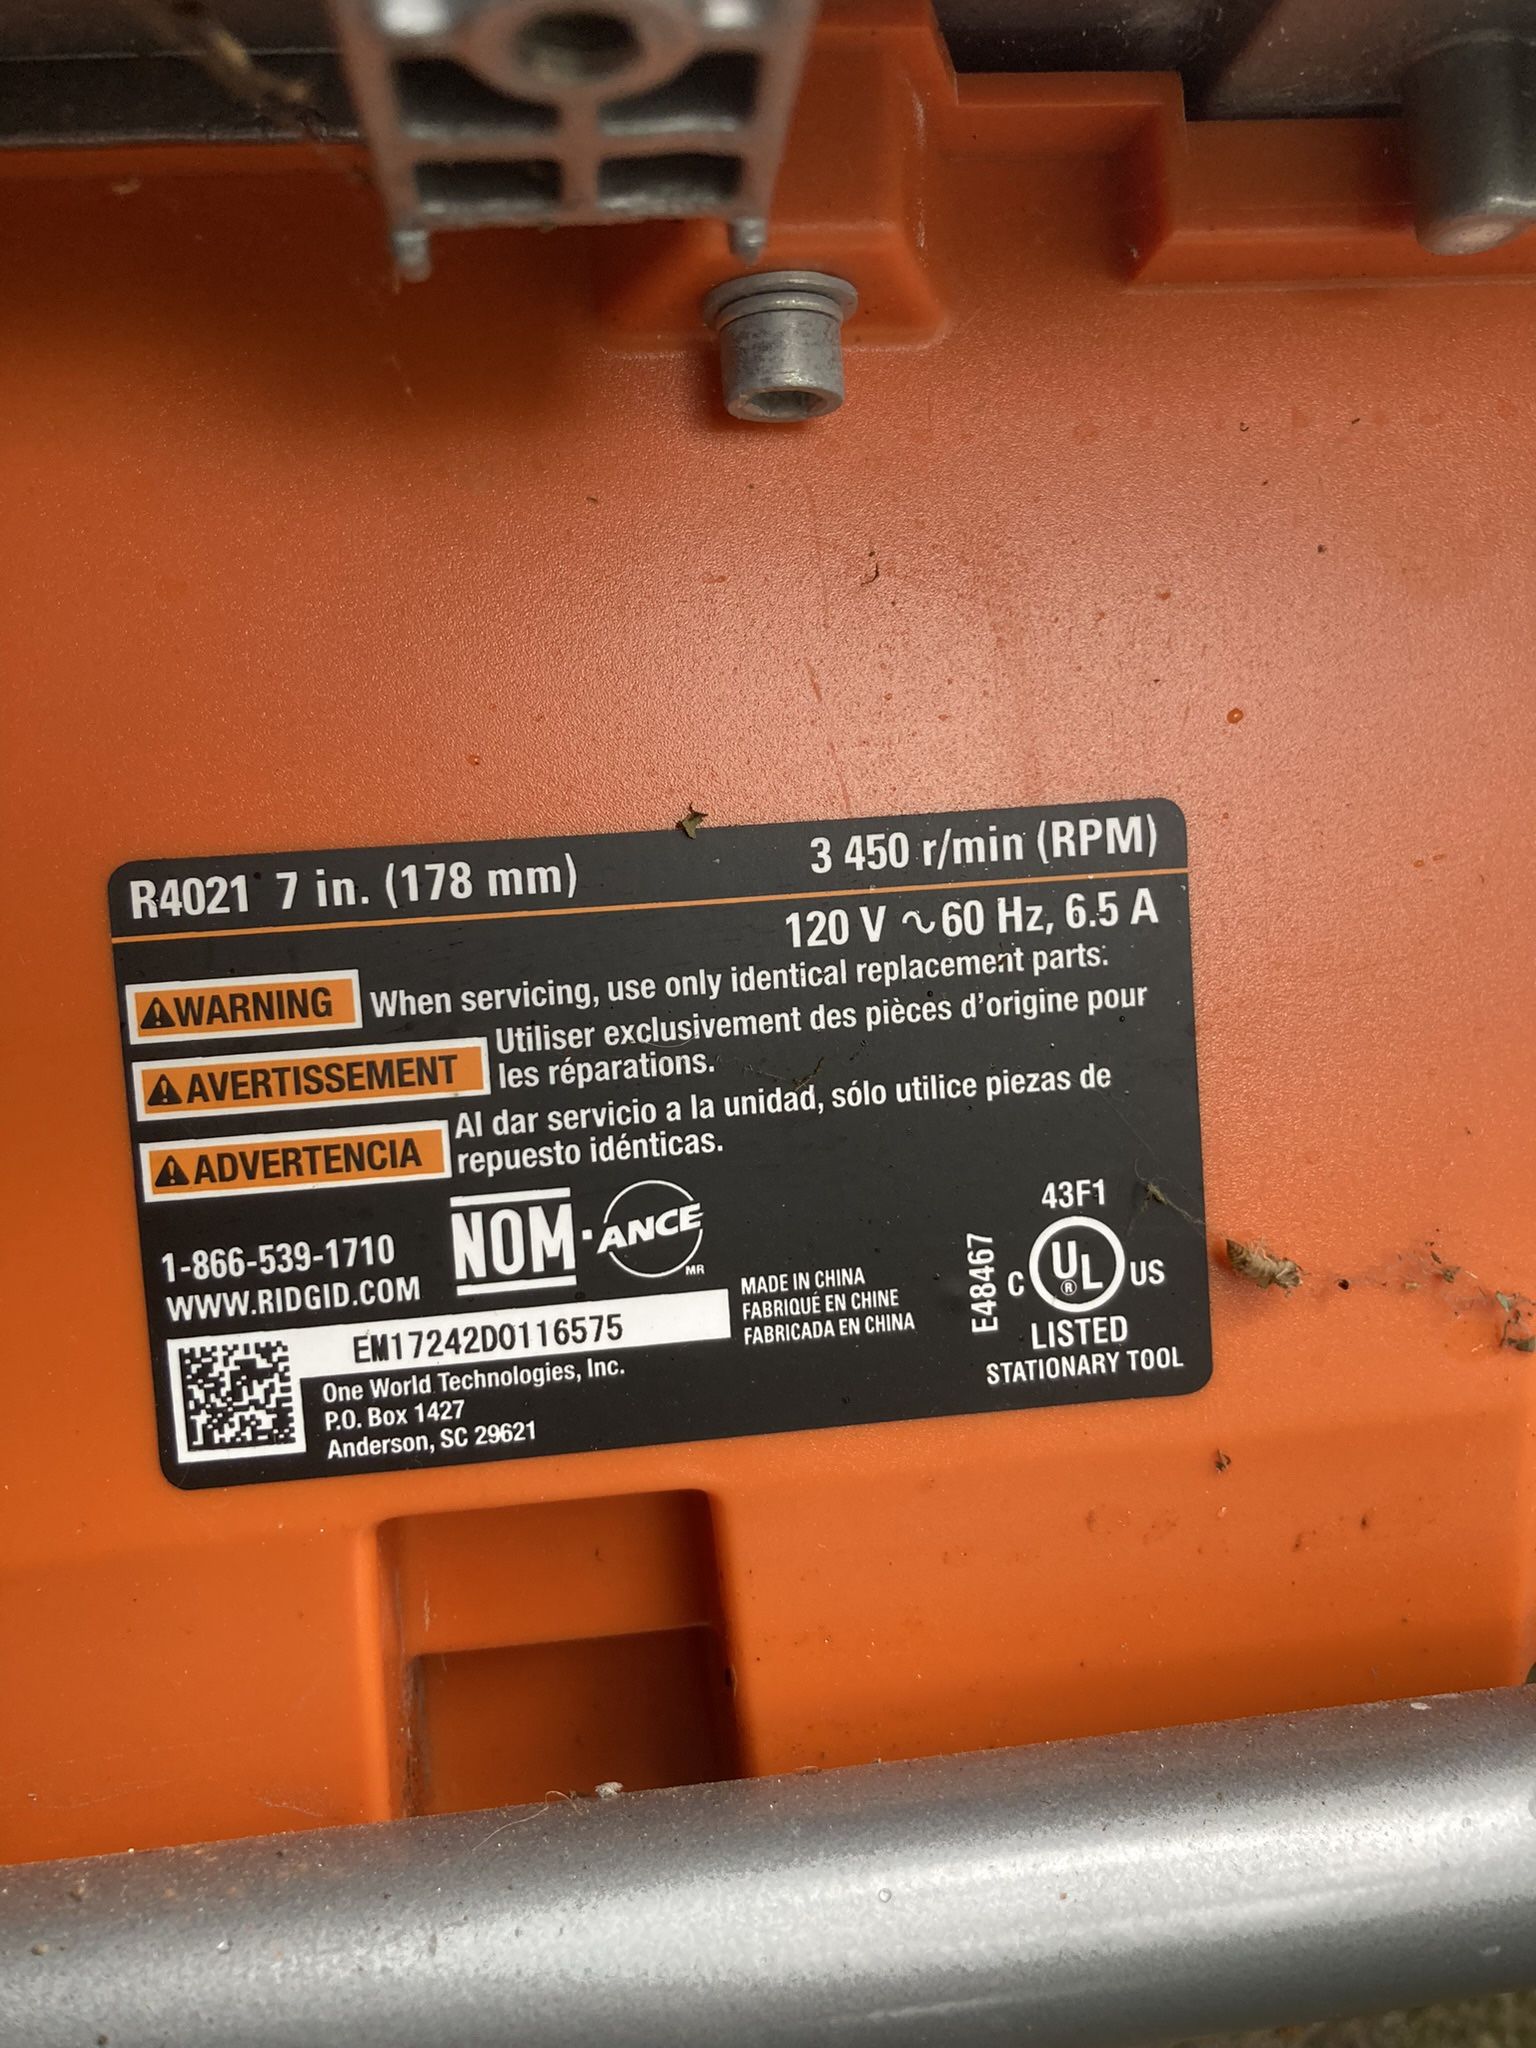 R4021 7 in. (178 mm)
3 450 r/min (RPM)
120 V ~ 60 Hz, 6.5 A
WARNING When servicing, use only identical replacement parts.
AVERTISSEMENT Utiliser exclusivement des pièces d'origine pour
les réparations.
ADVERTENCIA Al dar servicio a la unidad, sólo utilice piezas de
repuesto idénticas.
1-866-539-1710
WWW.RIDGID.COM
NOM·ANCE
MR
EM17242D0116575
One World Technologies, Inc.
P.O. Box 1427
Anderson, SC 29621
MADE IN CHINA
FABRIQUÉ EN CHINE
FABRICADA EN CHINA
E48467
43F1
C UL® US
LISTED
STATIONARY TOOL